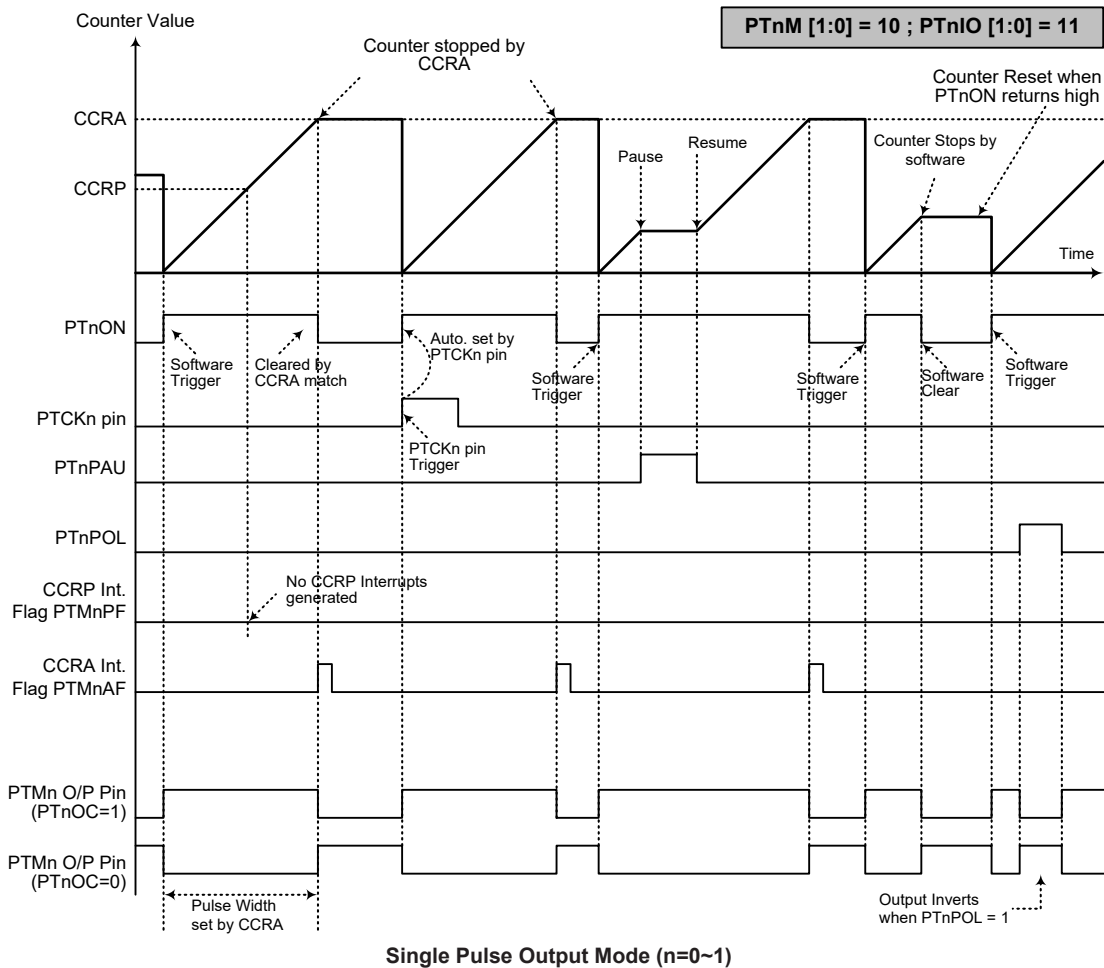 Counter Value
PTnM [1:0] = 10 ; PTnIO [1:0] = 11
Counter stopped by
CCRA
Counter Reset when
PTnON returns high
CCRA
Pause
Resume
Counter Stops by
software
CCRP
Time
PTnON
Software
Trigger
Cleared by
CCRA match
Auto. set by
PTCKn pin
Software
Trigger
Software
Trigger
Software
Clear
Software
Trigger
PTCKn pin
PTCKn pin
Trigger
PTnPAU
PTnPOL
CCRP Int.
Flag PTMnPF
No CCRP Interrupts
generated
CCRA Int.
Flag PTMnAF
PTMn O/P Pin
(PTnOC=1)
PTMn O/P Pin
(PTnOC=0)
Pulse Width
set by CCRA
Output Inverts
when PTnPOL = 1
Single Pulse Output Mode (n=0~1)